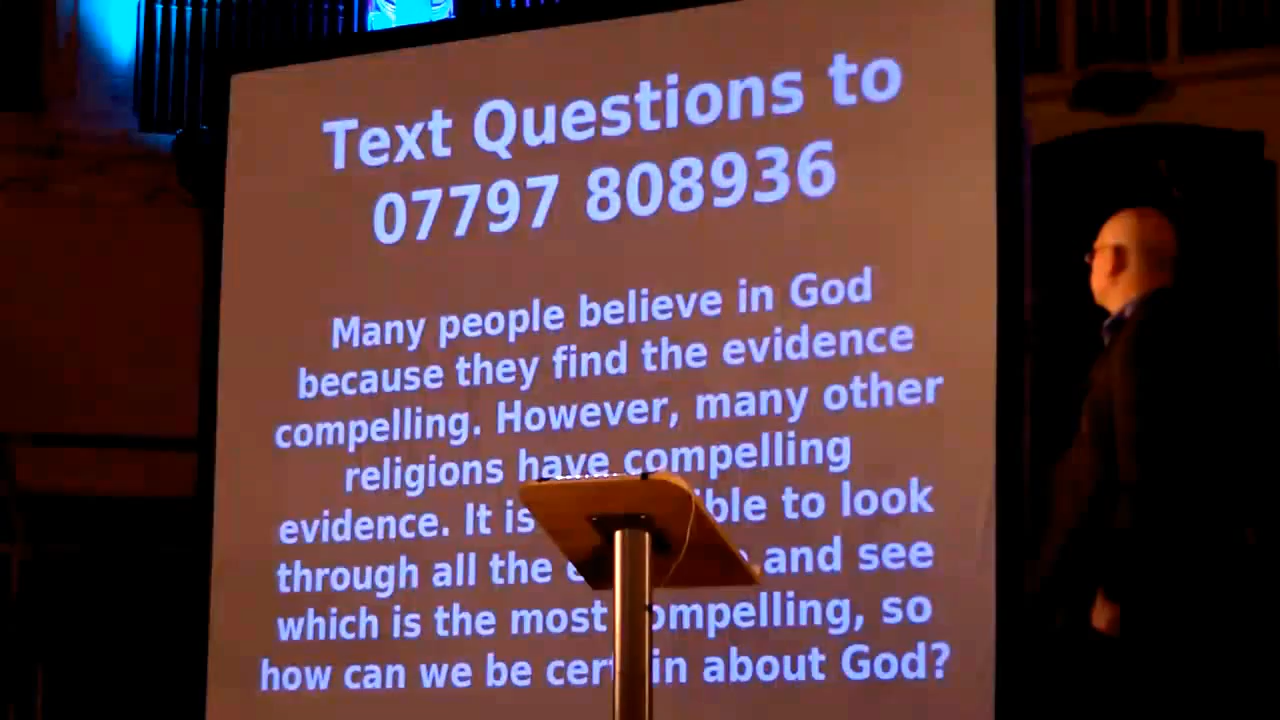 Text Questions to
07797 808936
Many people believe in God
because they find the evidence
compelling. However, many other
religions have compelling
evidence. It is to look
through all the and see
which is the most compelling, so
how can we be certain about God?